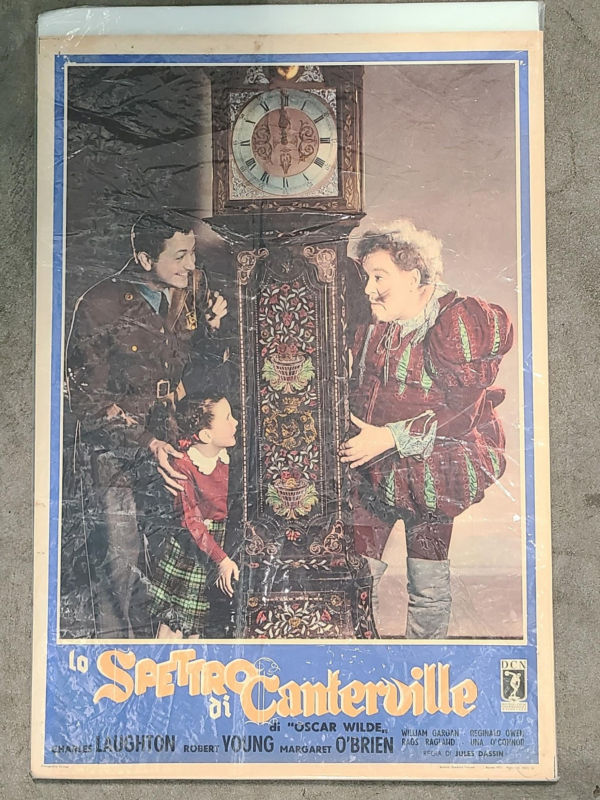 lo SPETTRO
di Canterville
di "OSCAR WILDE"
CHARLES LAUGHTON ROBERT YOUNG MARGARET O'BRIEN
WILLIAM GARGAN REGINALD OWEN
RAGS RAGLAND UNA O'CONNOR
REGIA DI JULES DASSIN
DCN